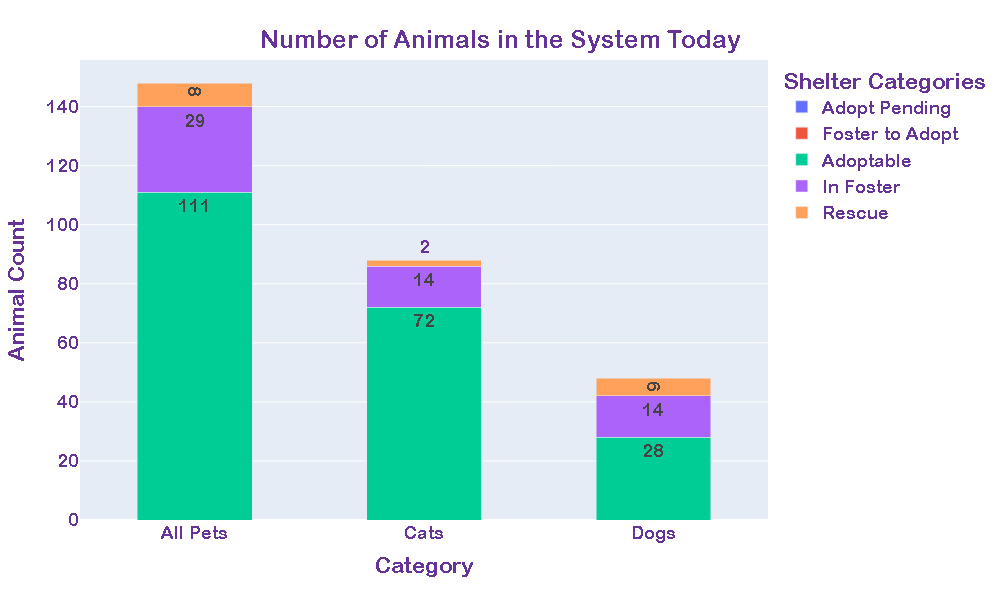 Number of Animals in the System Today
Animal Count
140
120
100
80
60
40
20
0
8
29
111
2
14
72
6
14
28
All Pets
Cats
Dogs
Category
Shelter Categories
Adopt Pending
Foster to Adopt
Adoptable
In Foster
Rescue